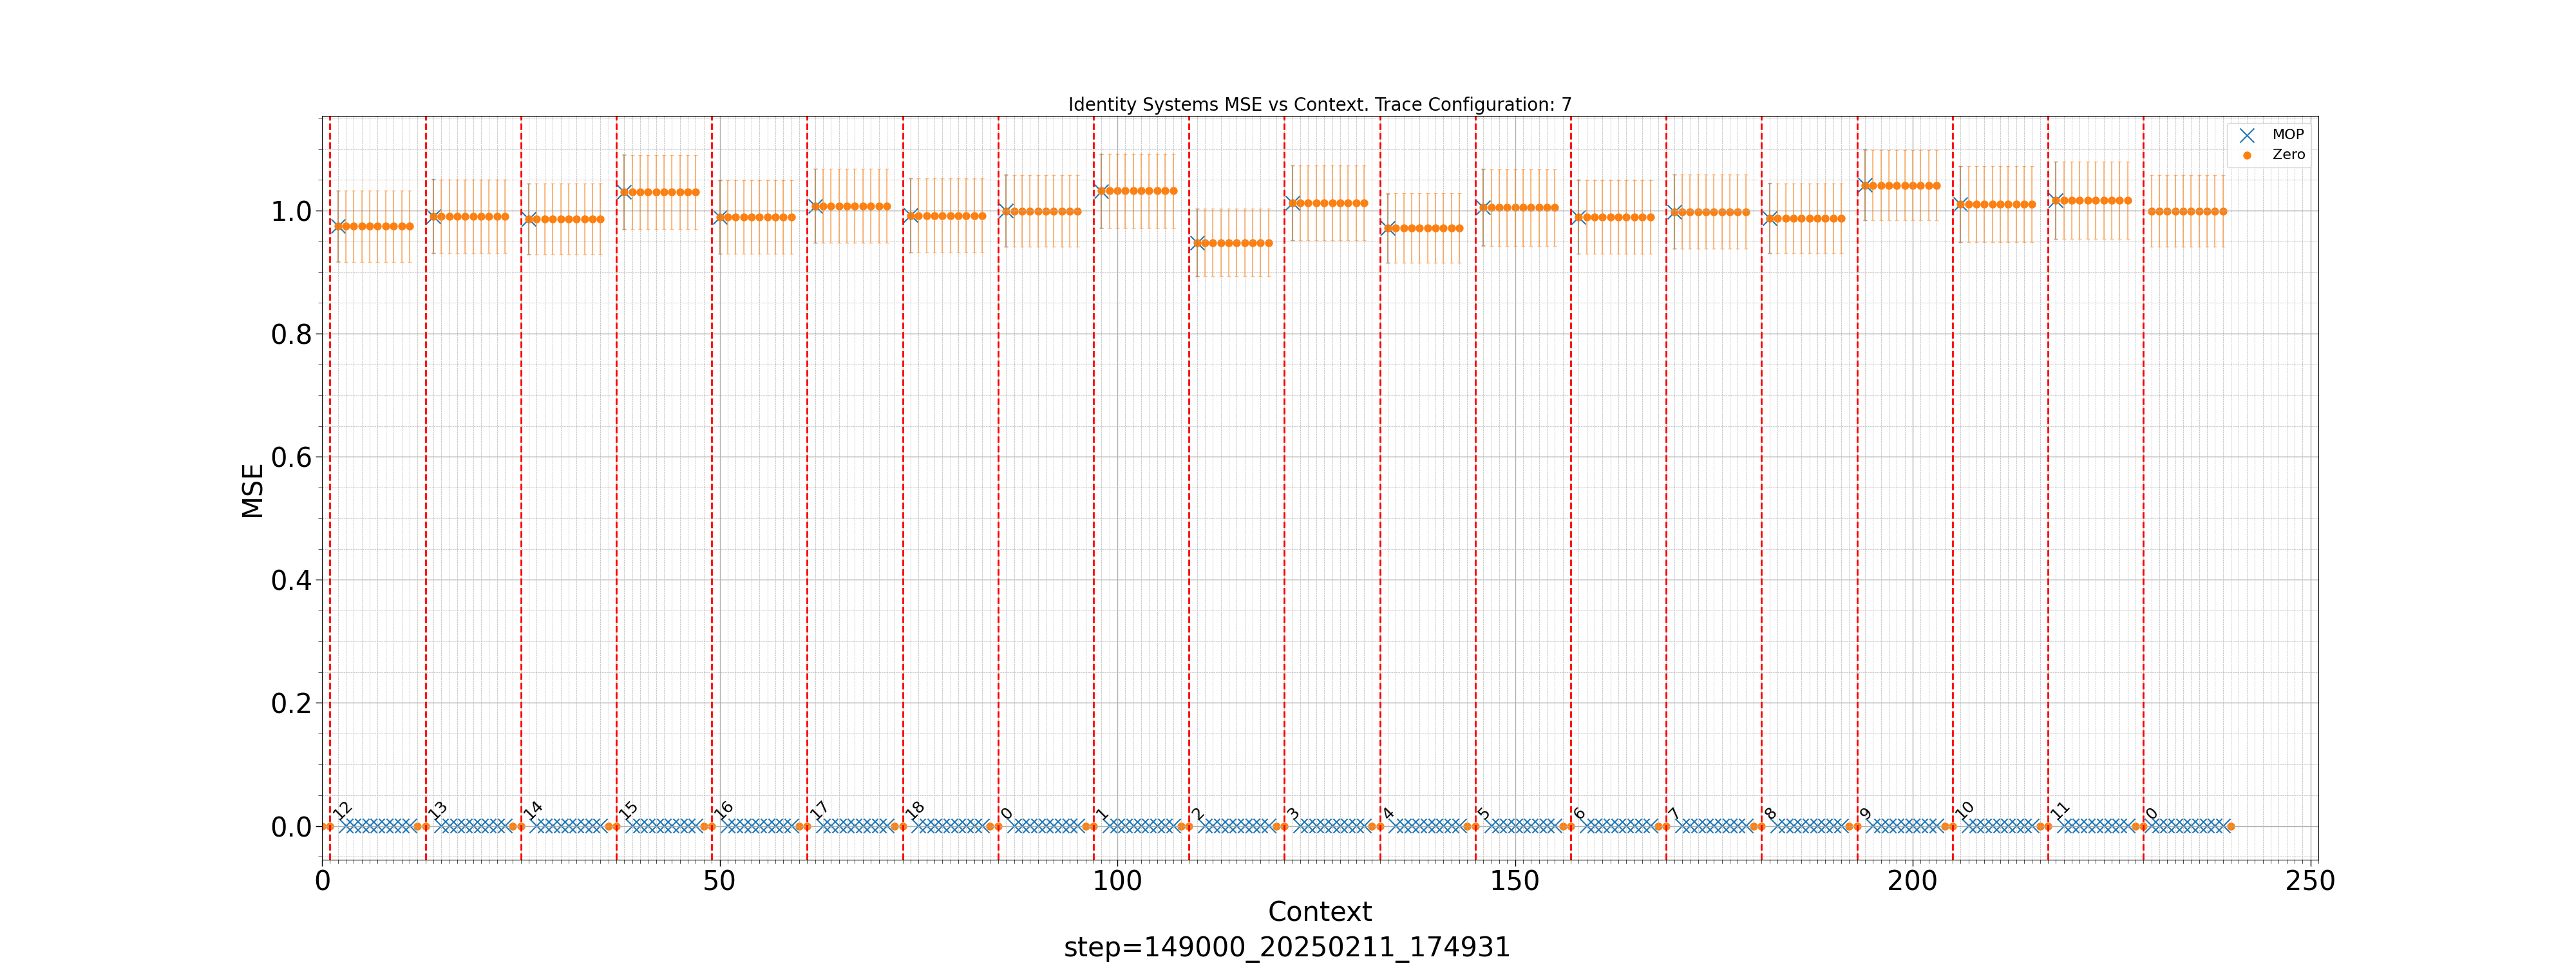 Identity Systems MSE vs Context. Trace Configuration: 7
MOP
Zero
MSE
1.0
0.8
0.6
0.4
0.2
0.0
12 13 14 15 16 17 18 0 1 2 3 4 5 6 7 8 9 10 11 0
0 50 100 150 200 250
Context
step=149000_20250211_174931